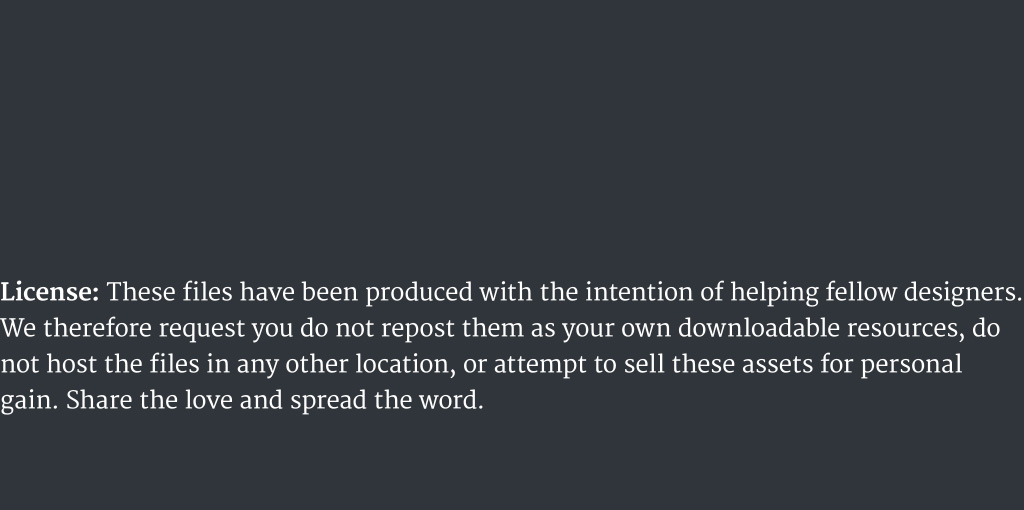 License: These files have been produced with the intention of helping fellow designers.
We therefore request you do not repost them as your own downloadable resources, do
not host the files in any other location, or attempt to sell these assets for personal
gain. Share the love and spread the word.